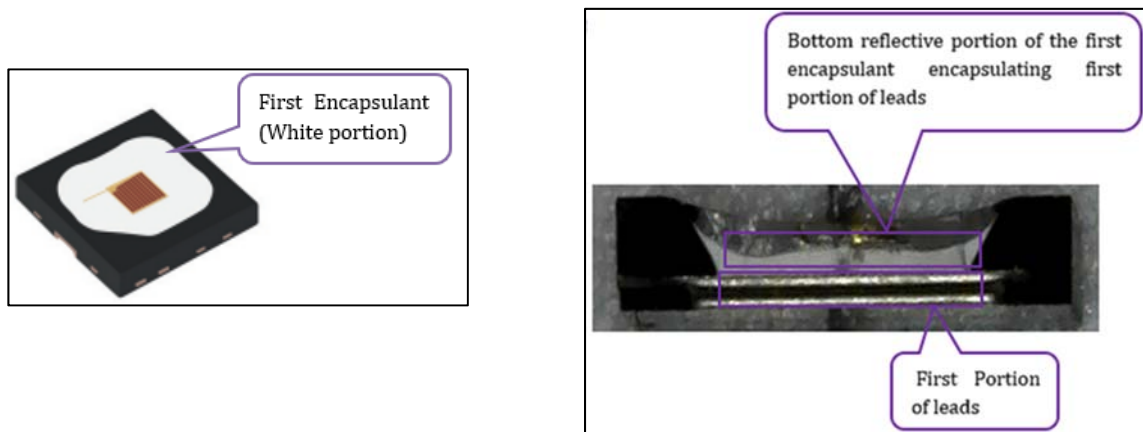 First Encapsulant
(White portion)
Bottom reflective portion of the first
encapsulant encapsulating first
portion of leads
First Portion
of leads